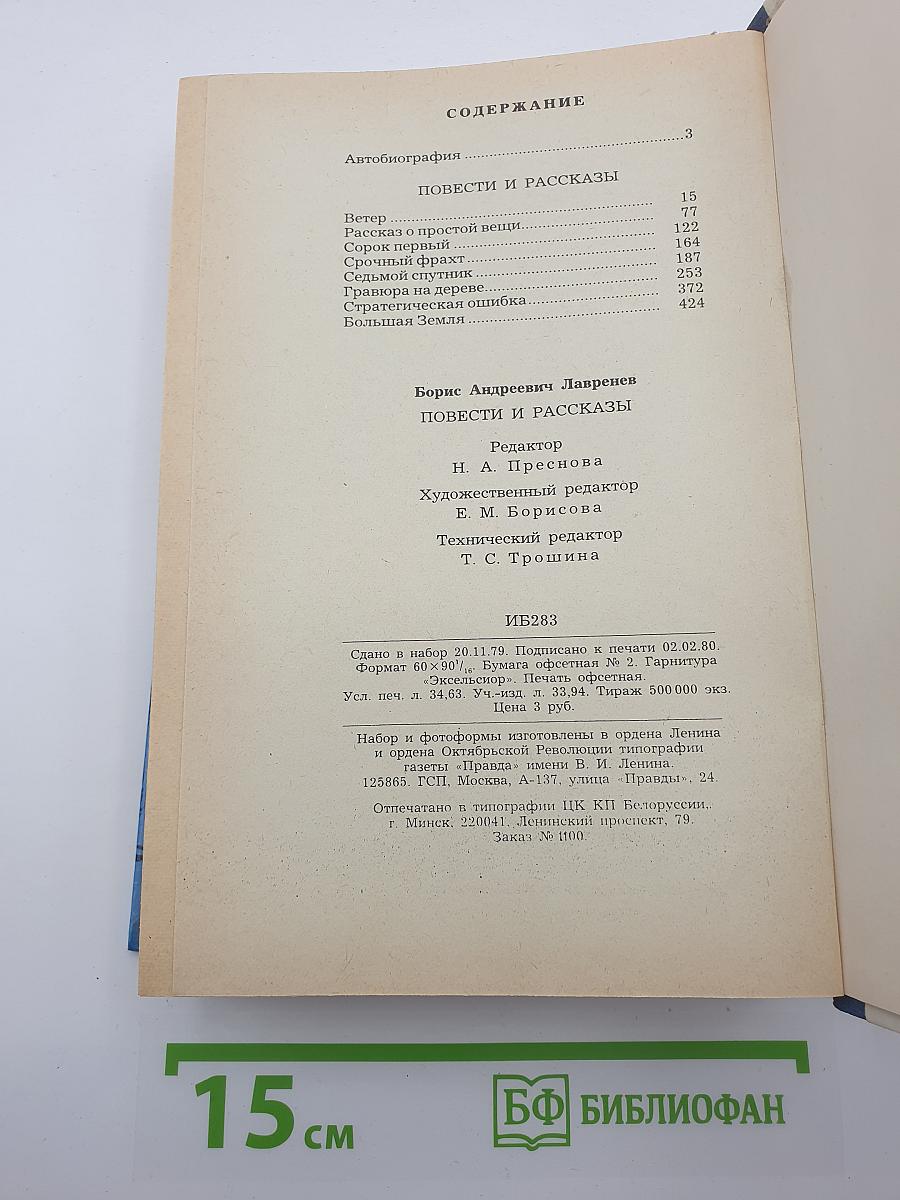 СОДЕРЖАНИЕ
Автобиография ..................................................... 3
ПОВЕСТИ И РАССКАЗЫ
Ветер ..................................................... 15
Рассказ о простой вещи..................................................... 77
Сорок первый ..................................................... 122
Срочный фрахт..................................................... 164
Седьмой спутник ..................................................... 187
Гравюра на дереве..................................................... 253
Стратегическая ошибка..................................................... 372
Большая Земля ..................................................... 424
Борис Андреевич Лавренев
ПОВЕСТИ И РАССКАЗЫ
Редактор
Н. А. Преснова
Художественный редактор
Е. М. Борисова
Технический редактор
Т. С. Трошина
ИБ283
Сдано в набор 20.11.79. Подписано к печати 02.02.80.
Формат 60×90¹/₁₆. Бумага офсетная № 2. Гарнитура
«Эксельсиор». Печать офсетная.
Усл. печ. л. 34,63. Уч.-изд. л. 33,94. Тираж 500 000 экз.
Цена 3 руб.
Набор и фотоформы изготовлены в ордена Ленина
и ордена Октябрьской Революции типографии
газеты «Правда» имени В. И. Ленина.
125865. ГСП, Москва, А-137, улица «Правды», 24.
Отпечатано в типографии ЦК КП Белоруссии,
г. Минск, 220041, Ленинский проспект, 79.
Заказ № 1100.
15 см
БФ БИБЛИОФАН